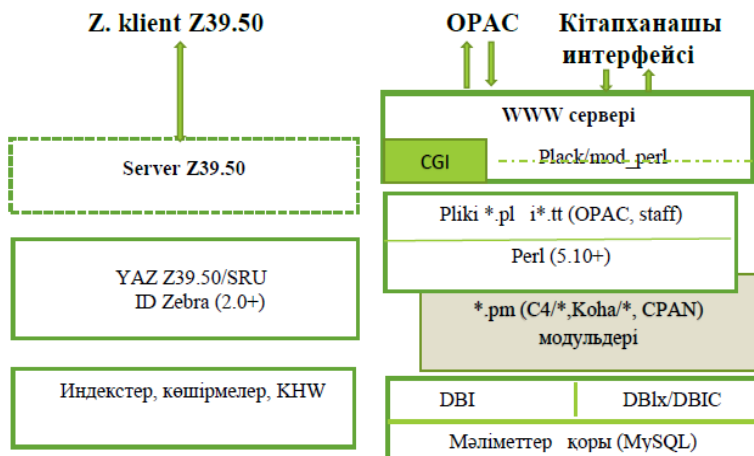 Z. klient Z39.50
Server Z39.50
YAZ Z39.50/SRU
ID Zebra (2.0+)
Индекстер, көшірмелер, KHW
OPAC
Кітапханашы
интерфейсі
WWW сервері
CGI
Plack/mod_perl
Pliki *.pl i*.tt (OPAC, staff)
Perl (5.10+)
*.pm (C4/*,Koha/*, CPAN)
модульдері
DBI
DBlx/DBIC
Мәліметтер қоры (MySQL)